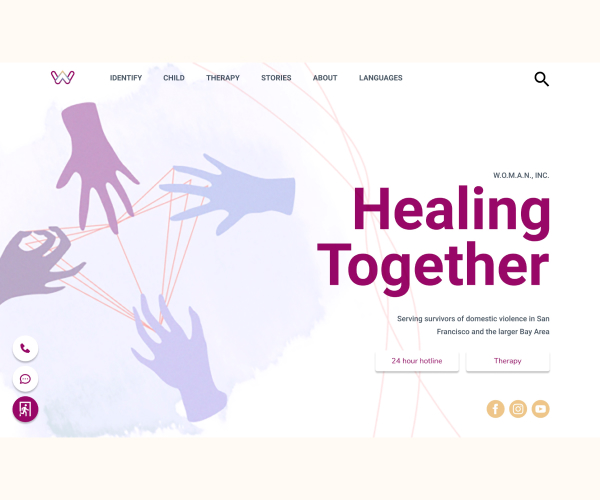 IDENTIFY CHILD THERAPY STORIES ABOUT LANGUAGES
W.O.M.A.N., INC.
Healing
Together
Serving survivors of domestic violence in San
Francisco and the larger Bay Area
24 hour hotline Therapy